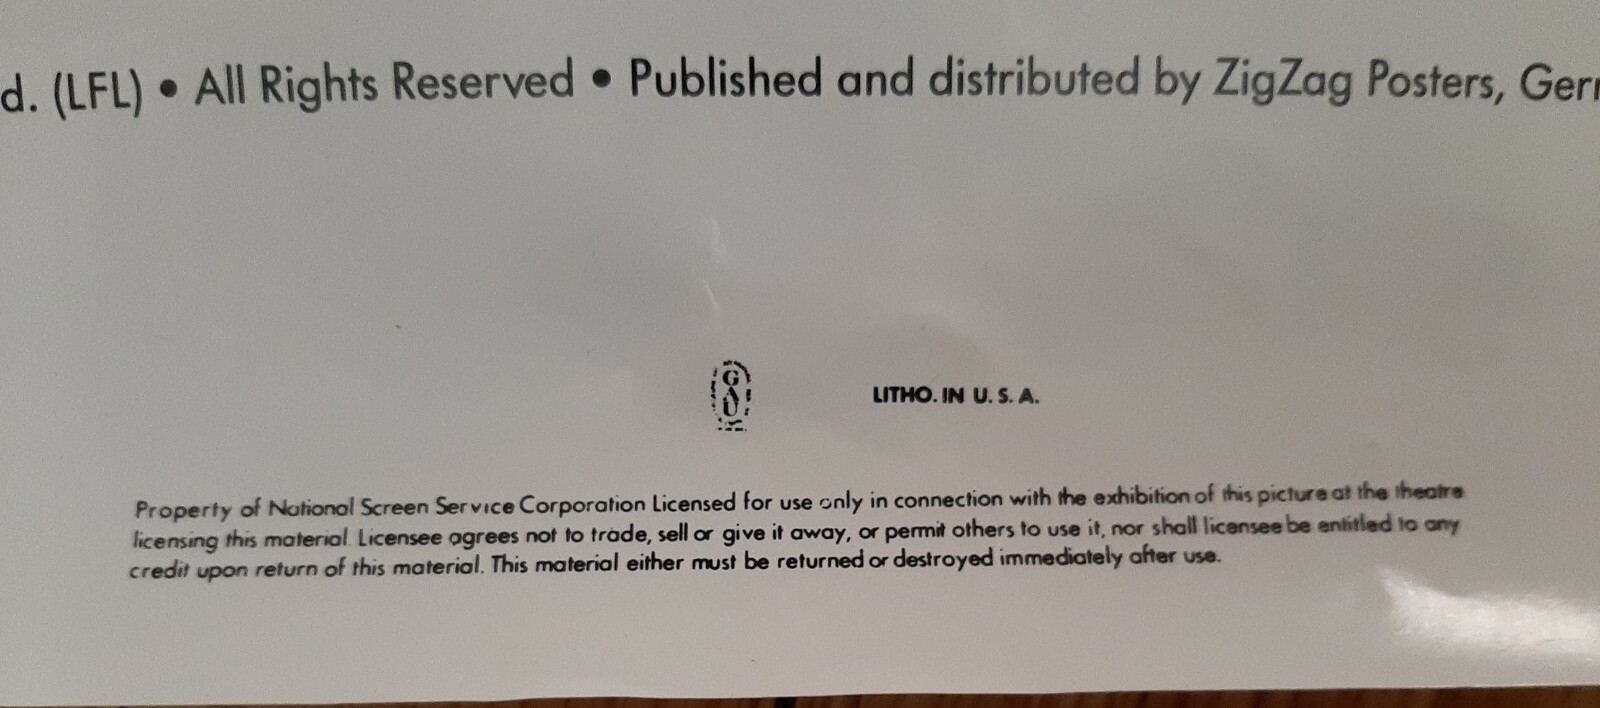 d. (LFL) • All Rights Reserved • Published and distributed by ZigZag Posters, Ger
GAU
LITHO. IN U. S. A.
Property of National Screen Service Corporation Licensed for use only in connection with the exhibition of this picture at the theatre
licensing this material. Licensee agrees not to trade, sell or give it away, or permit others to use it, nor shall licensee be entitled to any
credit upon return of this material. This material either must be returned or destroyed immediately after use.